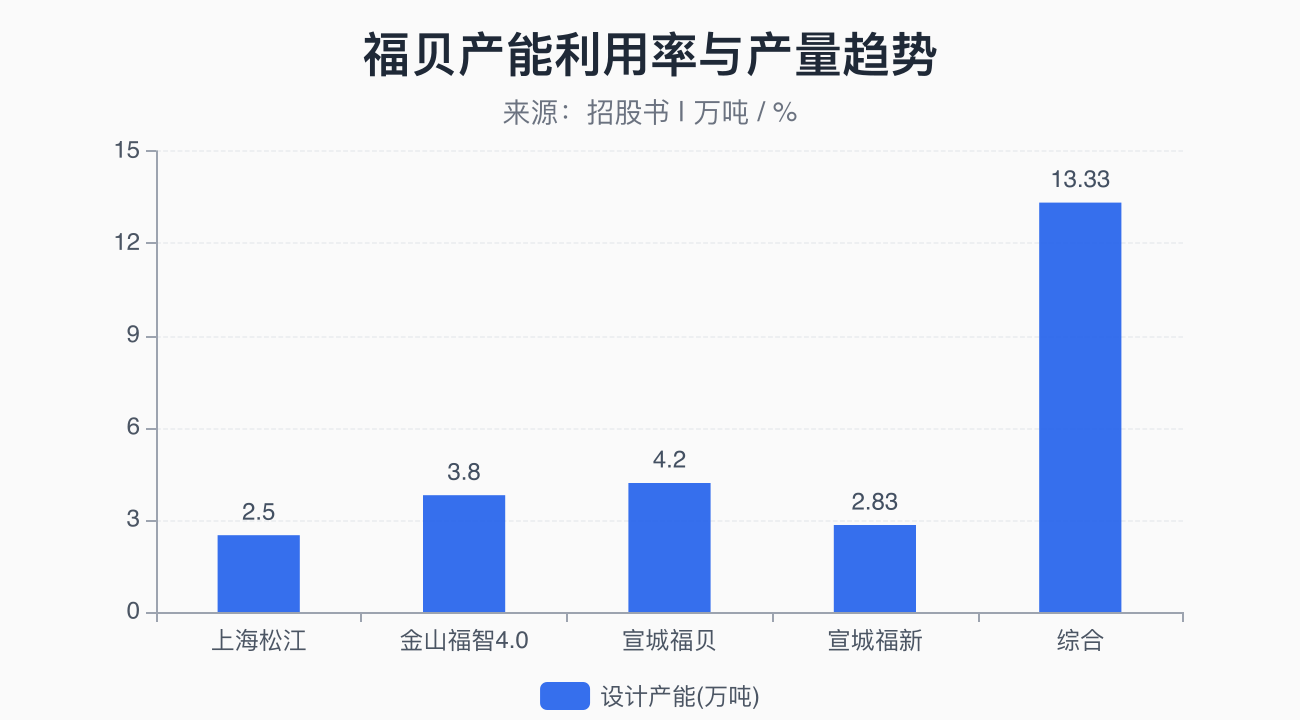 福贝产能利用率与产量趋势
来源：招股书 | 万吨 / %
15
12
9
6
3
0
2.5
3.8
4.2
2.83
13.33
上海松江
金山福智4.0
宣城福贝
宣城福新
综合
设计产能(万吨)